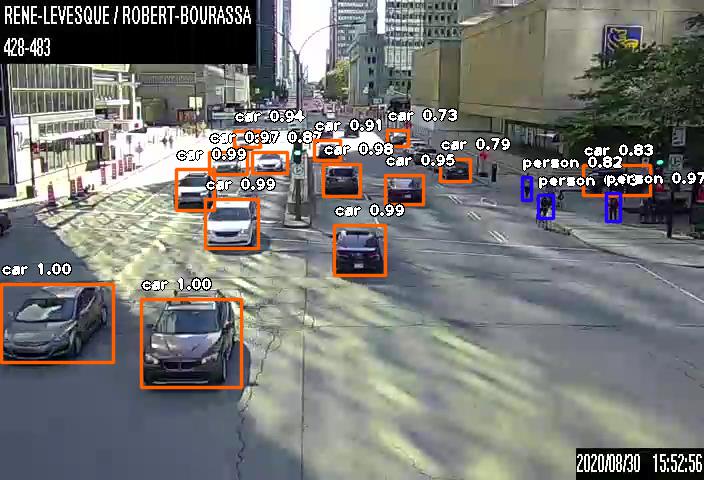 RENE-LEVESQUE / ROBERT-BOURASSA
428-483
car 0.94
car 0.73
car 0.97
0.87
car 0.91
car 0.79
car 0.99
car 0.98
car 0.95
car 0.83
person 0.82
car 0.99
person
person 0.97
car 0.99
car 1.00
car 1.00
2020/08/30 15:52:56